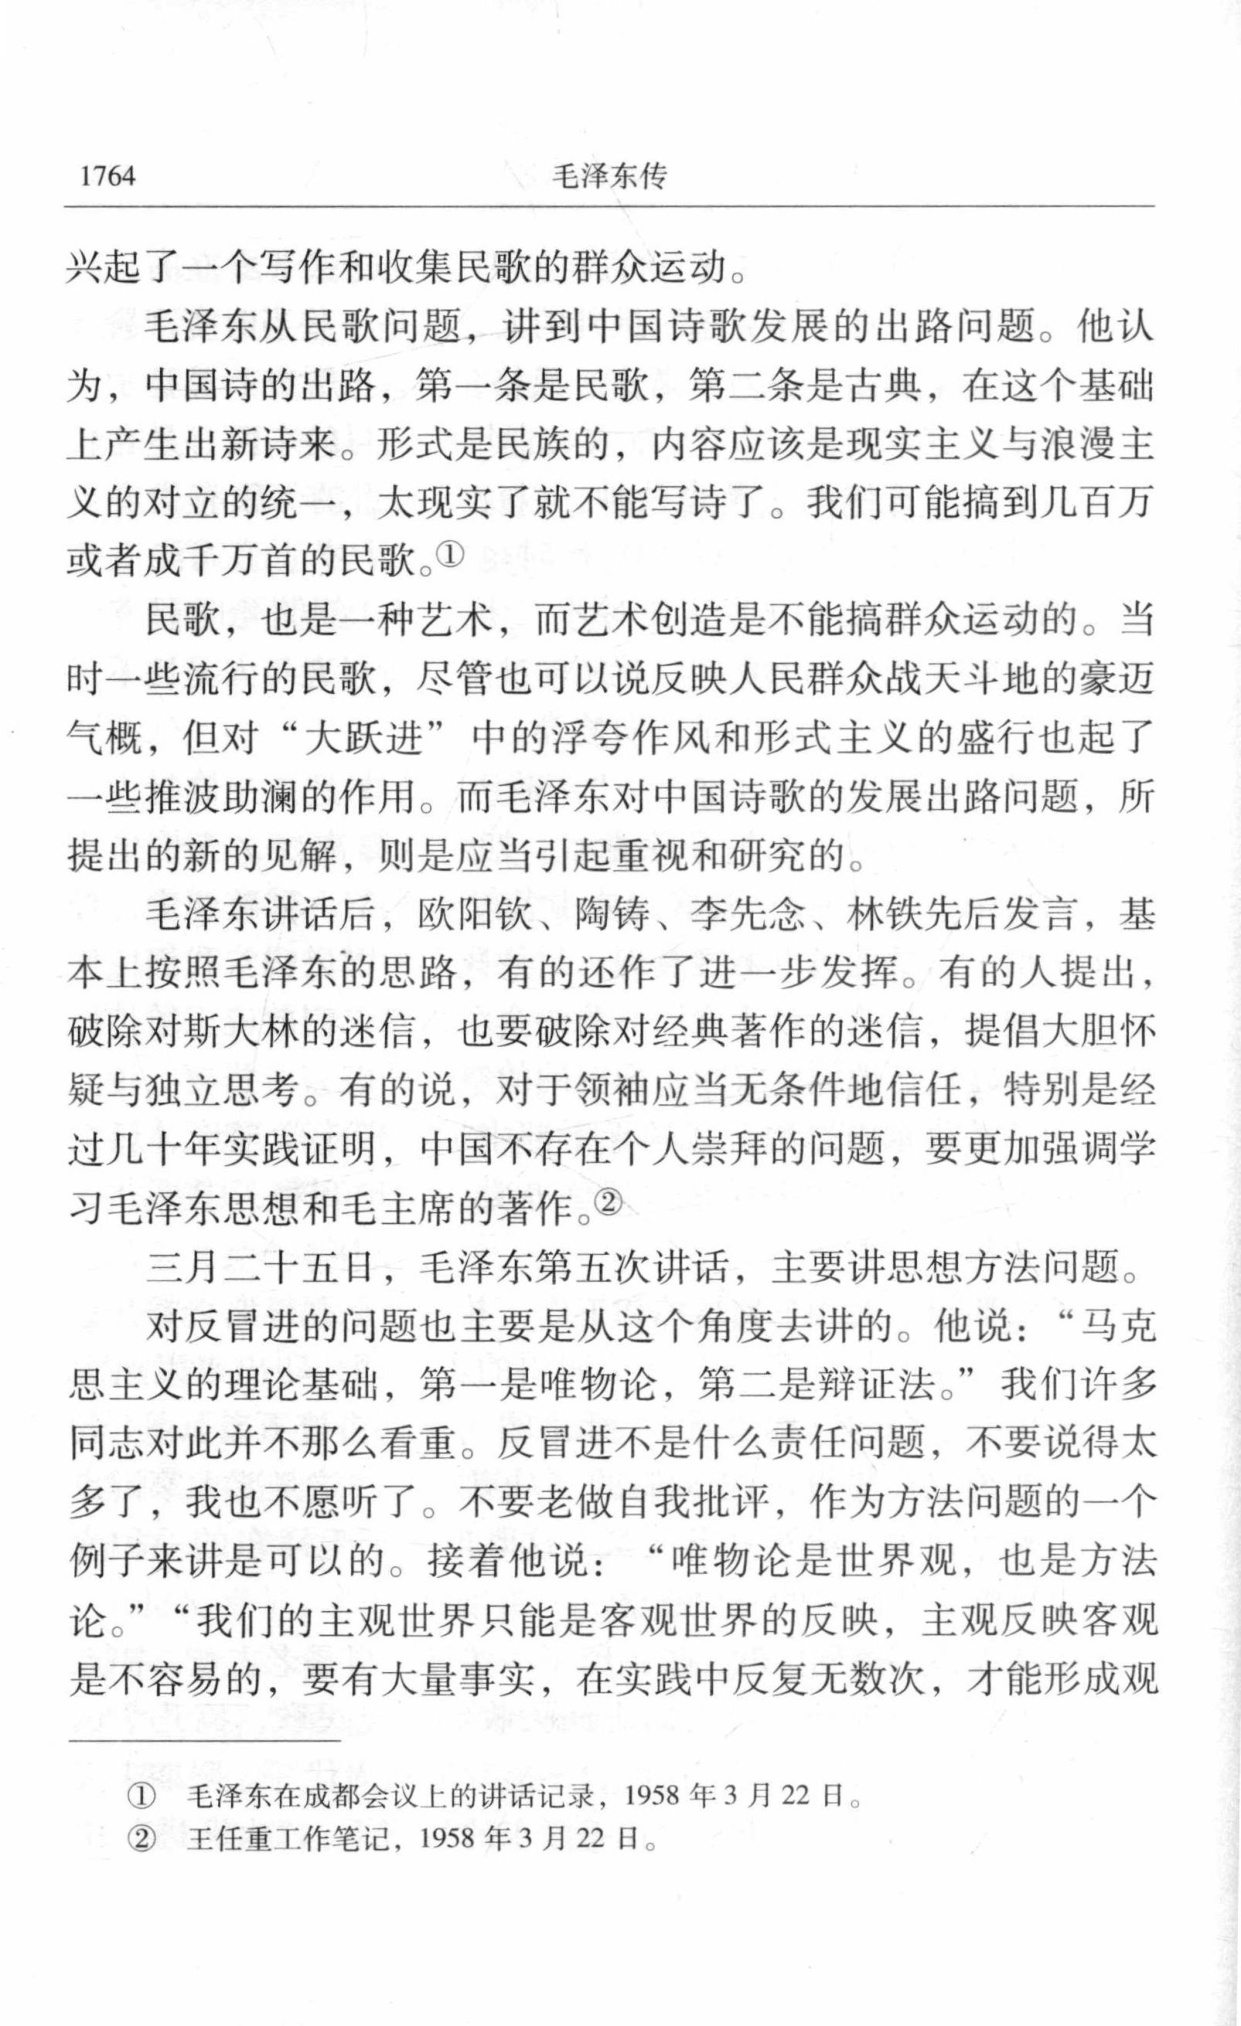 1764
毛泽东传
兴起了一个写作和收集民歌的群众运动。
毛泽东从民歌问题，讲到中国诗歌发展的出路问题。他认
为，中国诗的出路，第一条是民歌，第二条是古典，在这个基础
上产生出新诗来。形式是民族的，内容应该是现实主义与浪漫主
义的对立的统一，太现实了就不能写诗了。我们可能搞到几百万
或者成千万首的民歌。①
民歌，也是一种艺术，而艺术创造是不能搞群众运动的。当
时一些流行的民歌，尽管也可以说反映人民群众战天斗地的豪迈
气概，但对“大跃进”中的浮夸作风和形式主义的盛行也起了
一些推波助澜的作用。而毛泽东对中国诗歌的发展出路问题，所
提出的新的见解，则是应当引起重视和研究的。
毛泽东讲话后，欧阳钦、陶铸、李先念、林铁先后发言，基
本上按照毛泽东的思路，有的还作了进一步发挥。有的人提出，
破除对斯大林的迷信，也要破除对经典著作的迷信，提倡大胆怀
疑与独立思考。有的说，对于领袖应当无条件地信任，特别是经
过几十年实践证明，中国不存在个人崇拜的问题，要更加强调学
习毛泽东思想和毛主席的著作。②
三月二十五日，毛泽东第五次讲话，主要讲思想方法问题。
对反冒进的问题也主要是从这个角度去讲的。他说：“马克
思主义的理论基础，第一是唯物论，第二是辩证法。”我们许多
同志对此并不那么看重。反冒进不是什么责任问题，不要说得太
多了，我也不愿听了。不要老做自我批评，作为方法问题的一个
例子来讲是可以的。接着他说：“唯物论是世界观，也是方法
论。”“我们的主观世界只能是客观世界的反映，主观反映客观
是不容易的，要有大量事实，在实践中反复无数次，才能形成观
① 毛泽东在成都会议上的讲话记录，1958年3月22日。
② 王任重工作笔记，1958年3月22日。